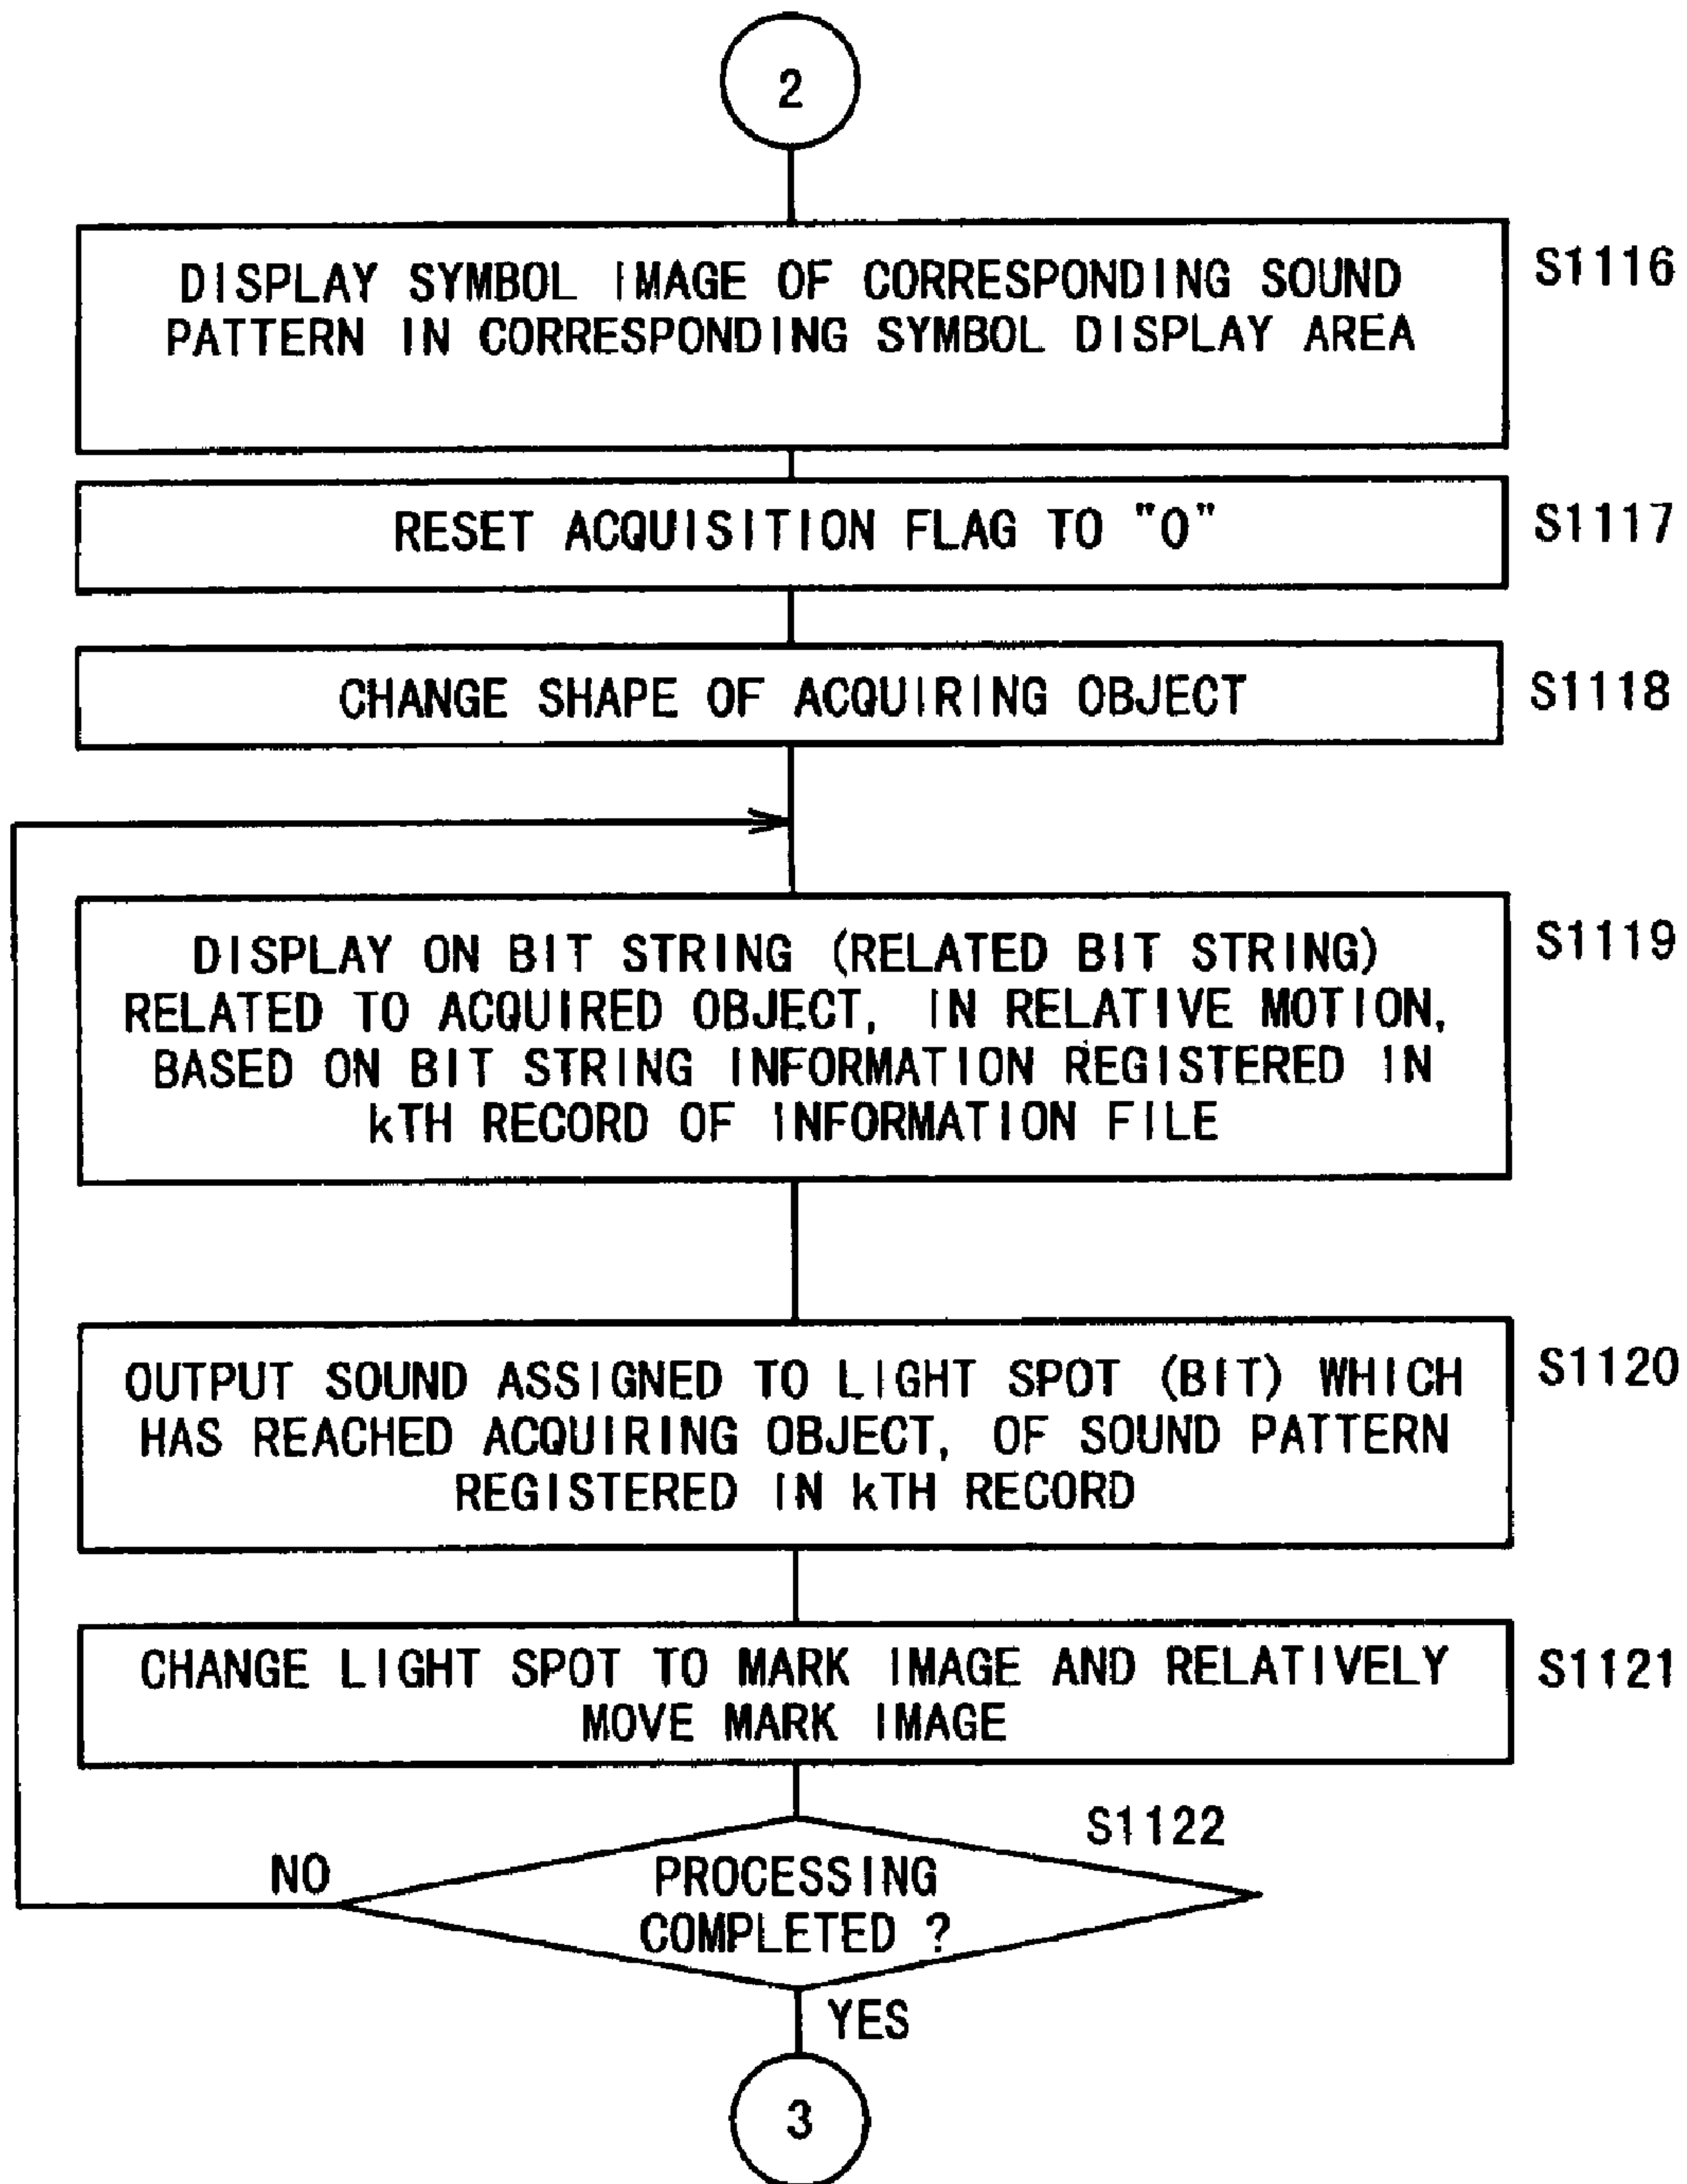 2
DISPLAY SYMBOL IMAGE OF CORRESPONDING SOUND
PATTERN IN CORRESPONDING SYMBOL DISPLAY AREA
S1116
RESET ACQUISITION FLAG TO "0"
S1117
CHANGE SHAPE OF ACQUIRING OBJECT
S1118
DISPLAY ON BIT STRING (RELATED BIT STRING)
RELATED TO ACQUIRED OBJECT, IN RELATIVE MOTION,
BASED ON BIT STRING INFORMATION REGISTERED IN
kTH RECORD OF INFORMATION FILE
S1119
OUTPUT SOUND ASSIGNED TO LIGHT SPOT (BIT) WHICH
HAS REACHED ACQUIRING OBJECT, OF SOUND PATTERN
REGISTERED IN kTH RECORD
S1120
CHANGE LIGHT SPOT TO MARK IMAGE AND RELATIVELY
MOVE MARK IMAGE
S1121
S1122
NO
PROCESSING
COMPLETED ?
YES
3